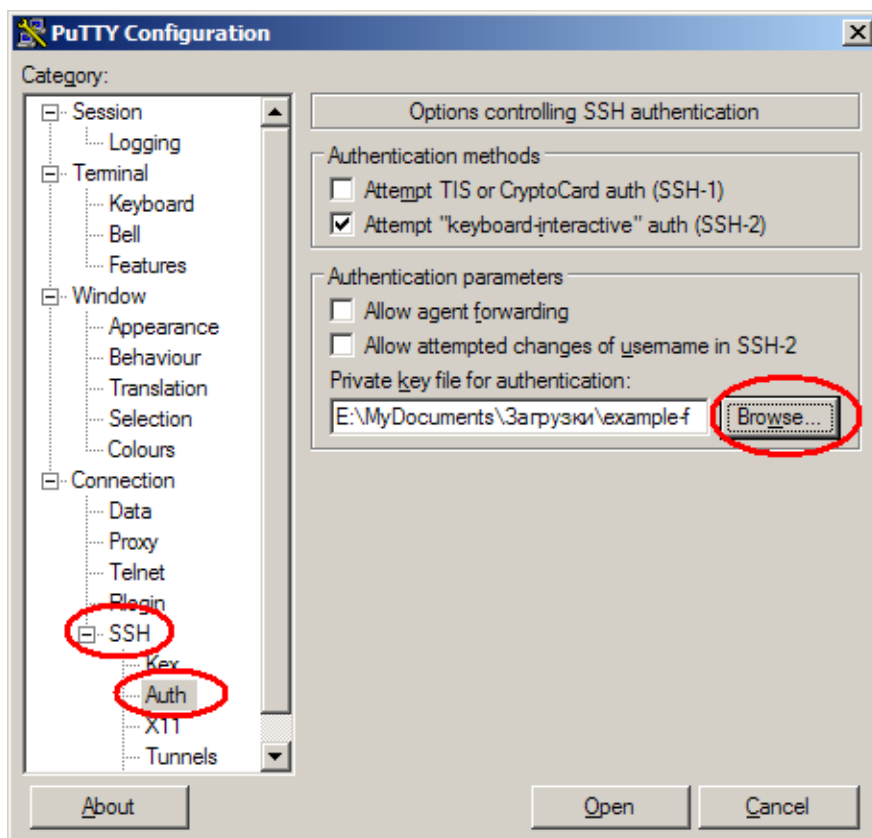 PuTTY Configuration
Category:
Session
Logging
Terminal
Keyboard
Bell
Features
Window
Appearance
Behaviour
Translation
Selection
Colours
Connection
Data
Proxy
Telnet
Rlogin
SSH
Kex
Auth
X11
Tunnels
Options controlling SSH authentication
Authentication methods
Attempt TIS or CryptoCard auth (SSH-1)
Attempt "keyboard-interactive" auth (SSH-2)
Authentication parameters
Allow agent forwarding
Allow attempted changes of username in SSH-2
Private key file for authentication:
E:\MyDocuments\Загрузки\example-f
Browse...
About
Open
Cancel